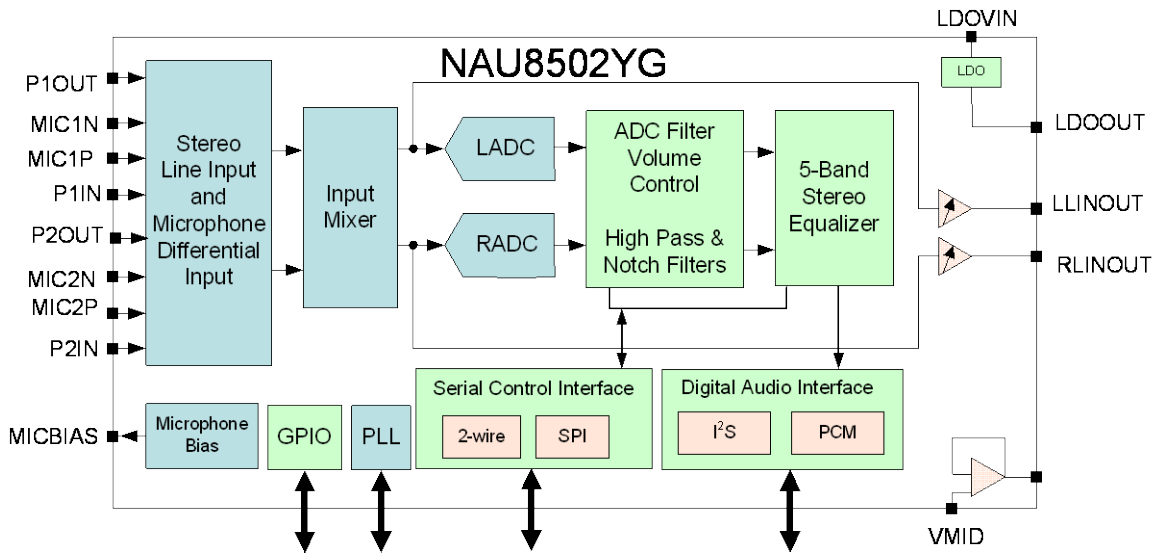 LDOVIN
NAU8502YG
LDO
P1OUT
MIC1N
MIC1P
P1IN
P2OUT
MIC2N
MIC2P
P2IN
MICBIAS
Stereo
Line Input
and
Microphone
Differential
Input
Input
Mixer
LADC
RADC
ADC Filter
Volume
Control
High Pass &
Notch Filters
5-Band
Stereo
Equalizer
LDOOUT
LLINOUT
RLINOUT
Microphone
Bias
GPIO
PLL
Serial Control Interface
2-wire
SPI
Digital Audio Interface
I²S
PCM
VMID